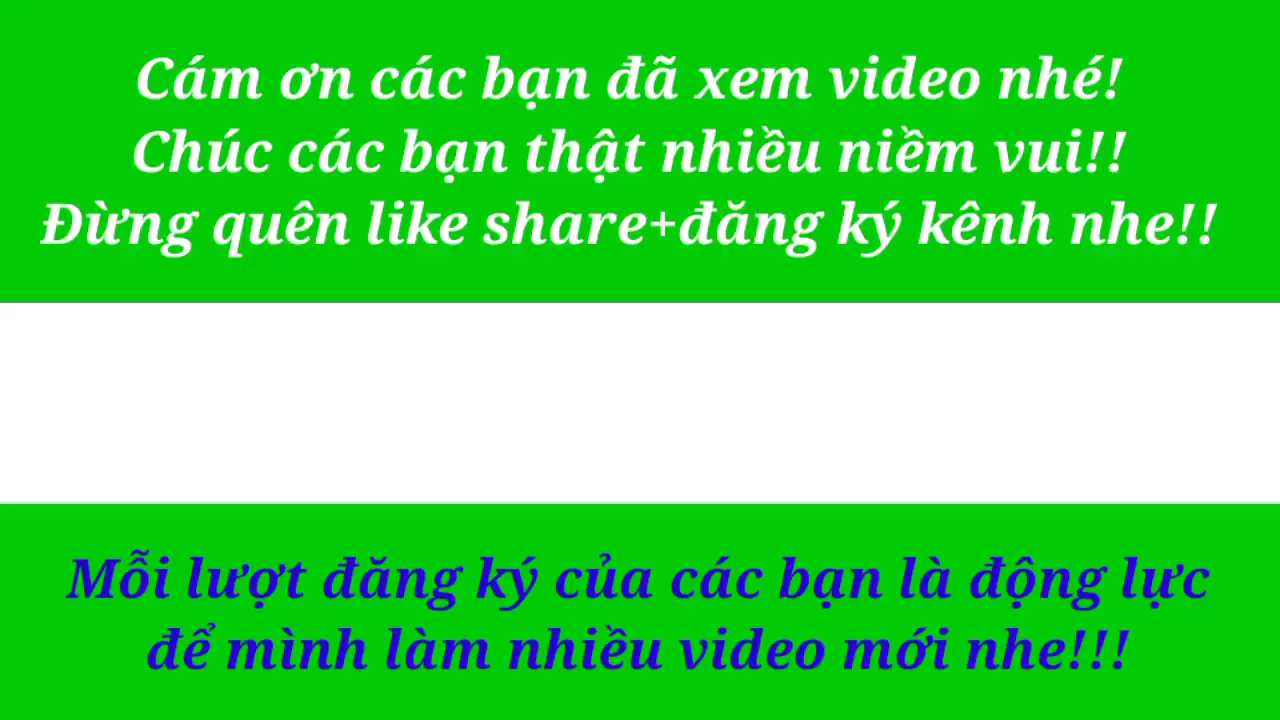 Cám ơn các bạn đã xem video nhé!
Chúc các bạn thật nhiều niềm vui!!
Đừng quên like share+đăng ký kênh nhe!!
Mỗi lượt đăng ký của các bạn là động lực
để mình làm nhiều video mới nhe!!!